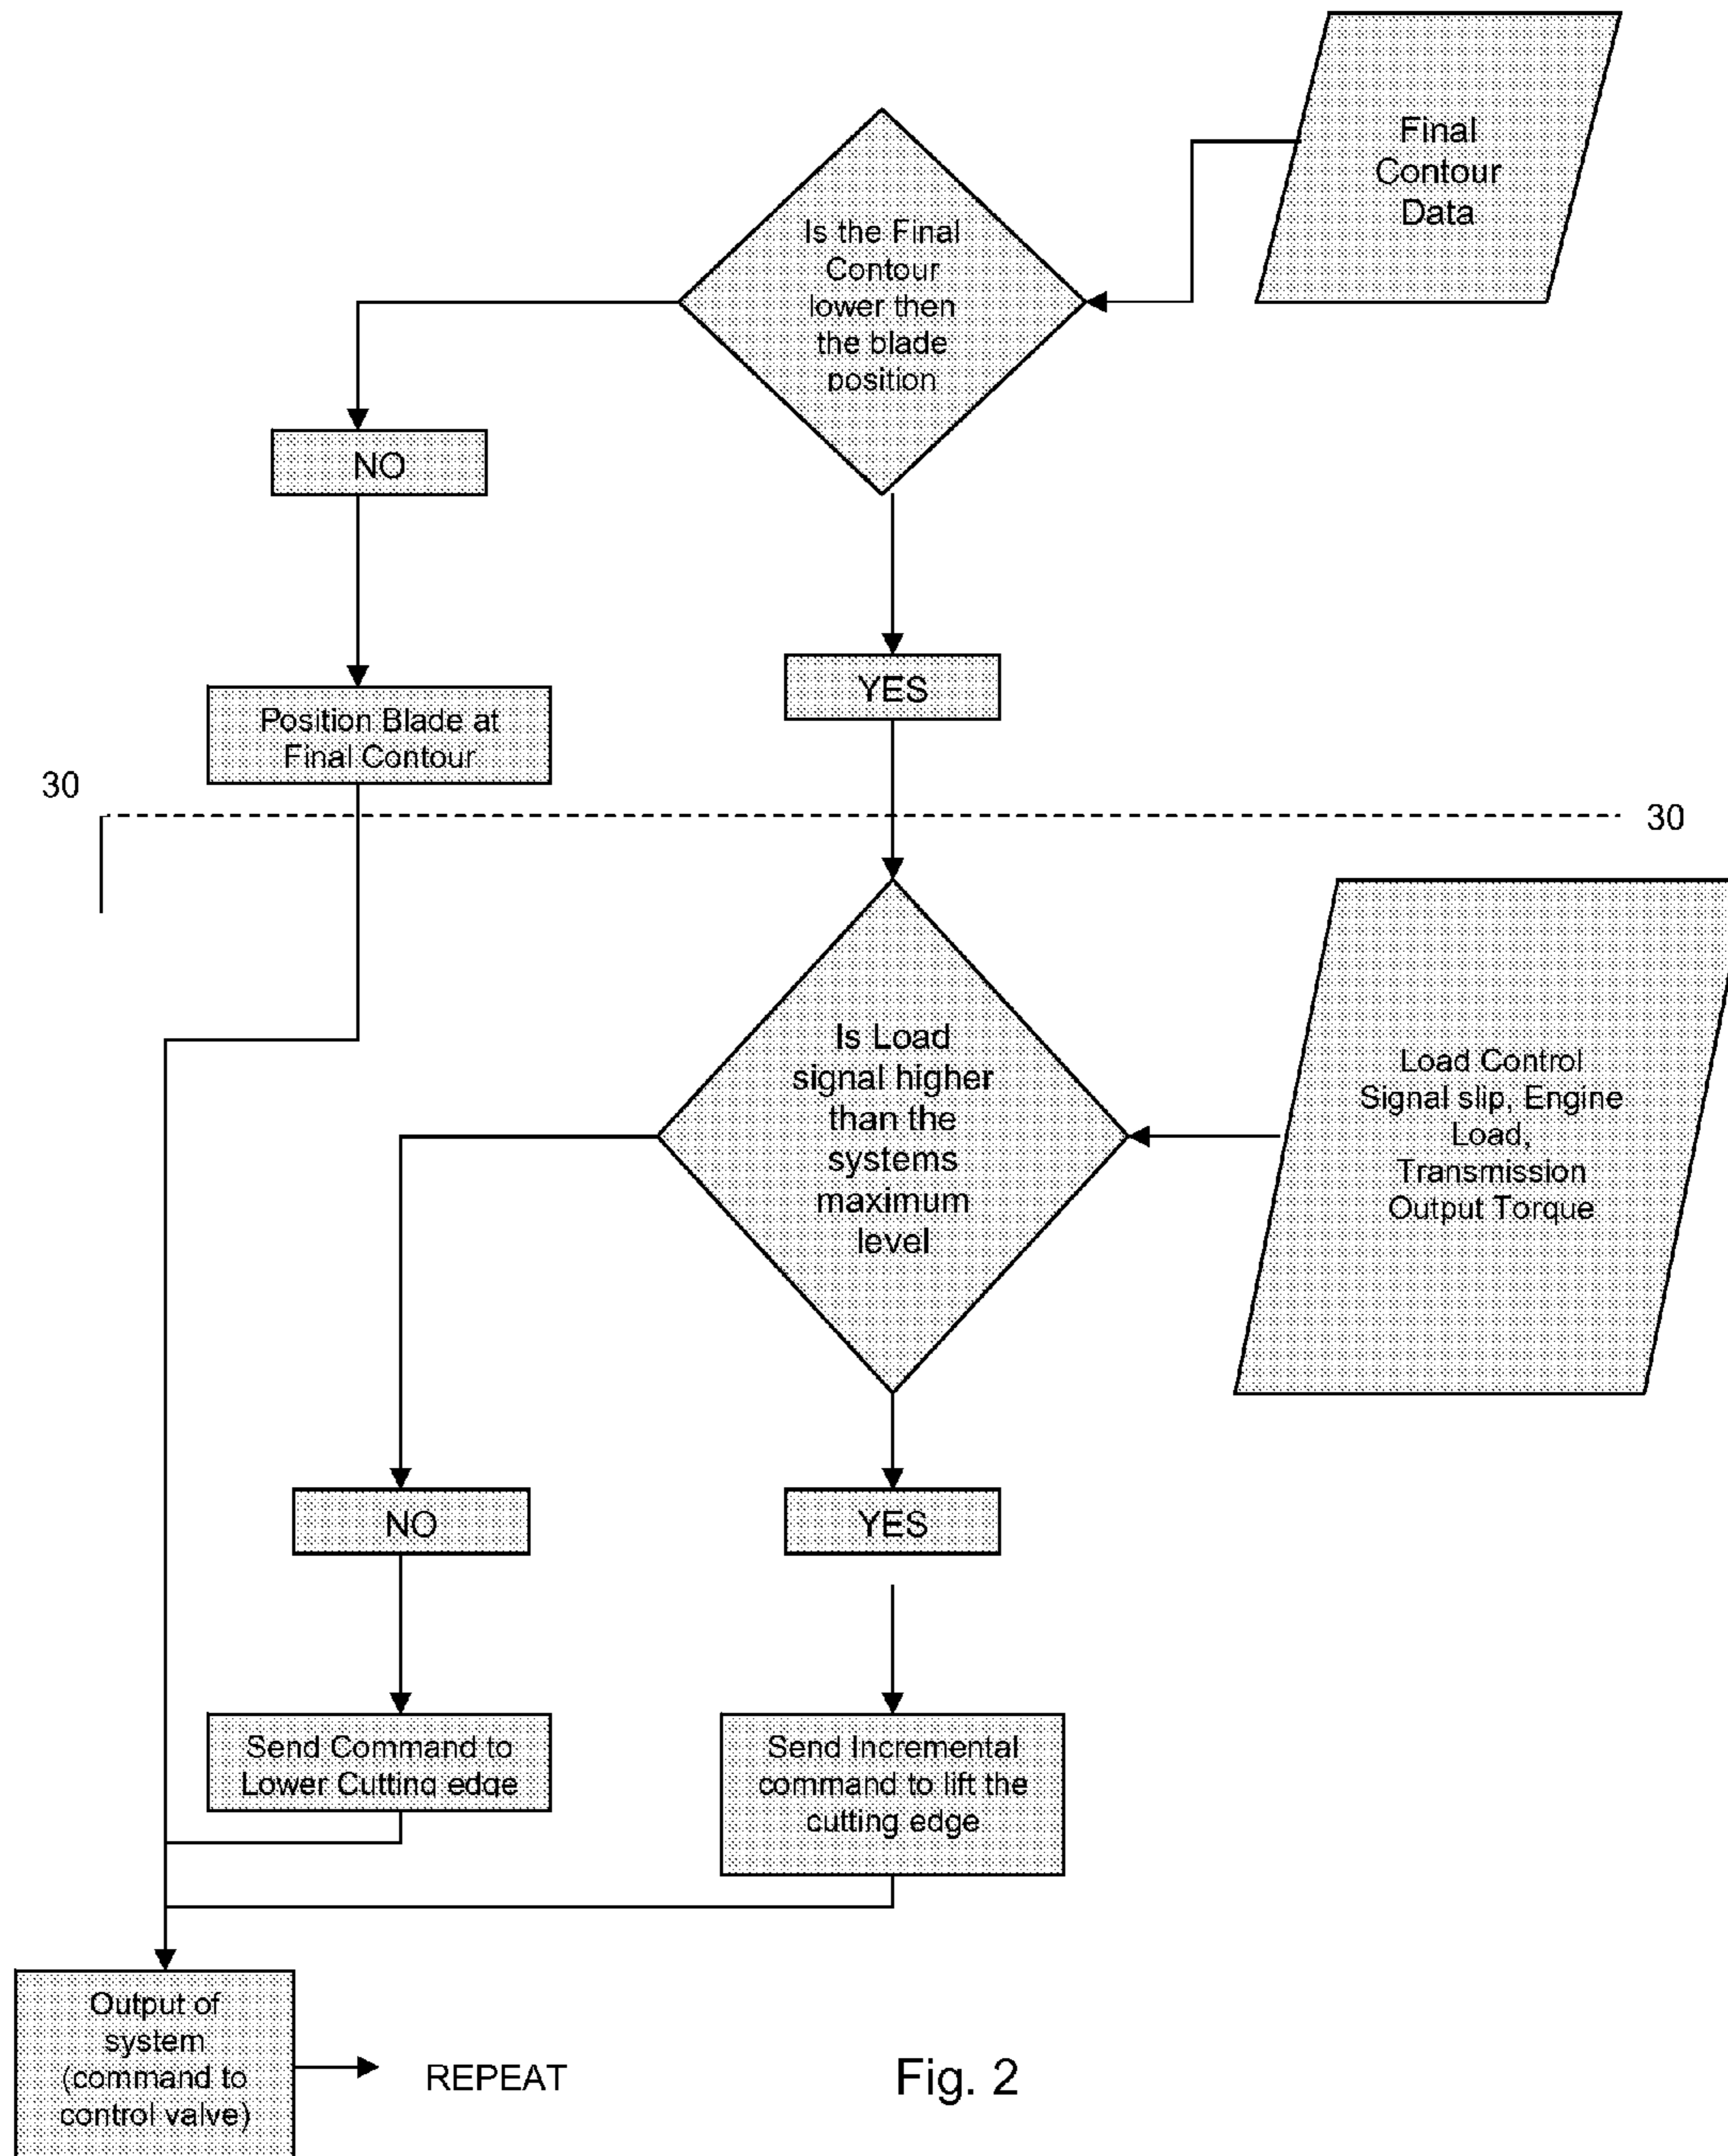 Final
Contour
Data
Is the Final
Contour
lower then
the blade
position
NO
YES
Position Blade at
Final Contour
30
30
Is Load
signal higher
than the
systems
maximum
level
Load Control
Signal slip, Engine
Load,
Transmission
Output Torque
NO
YES
Send Command to
Lower Cutting edge
Send Incremental
command to lift the
cutting edge
Output of
system
(command to
control valve)
REPEAT
Fig. 2